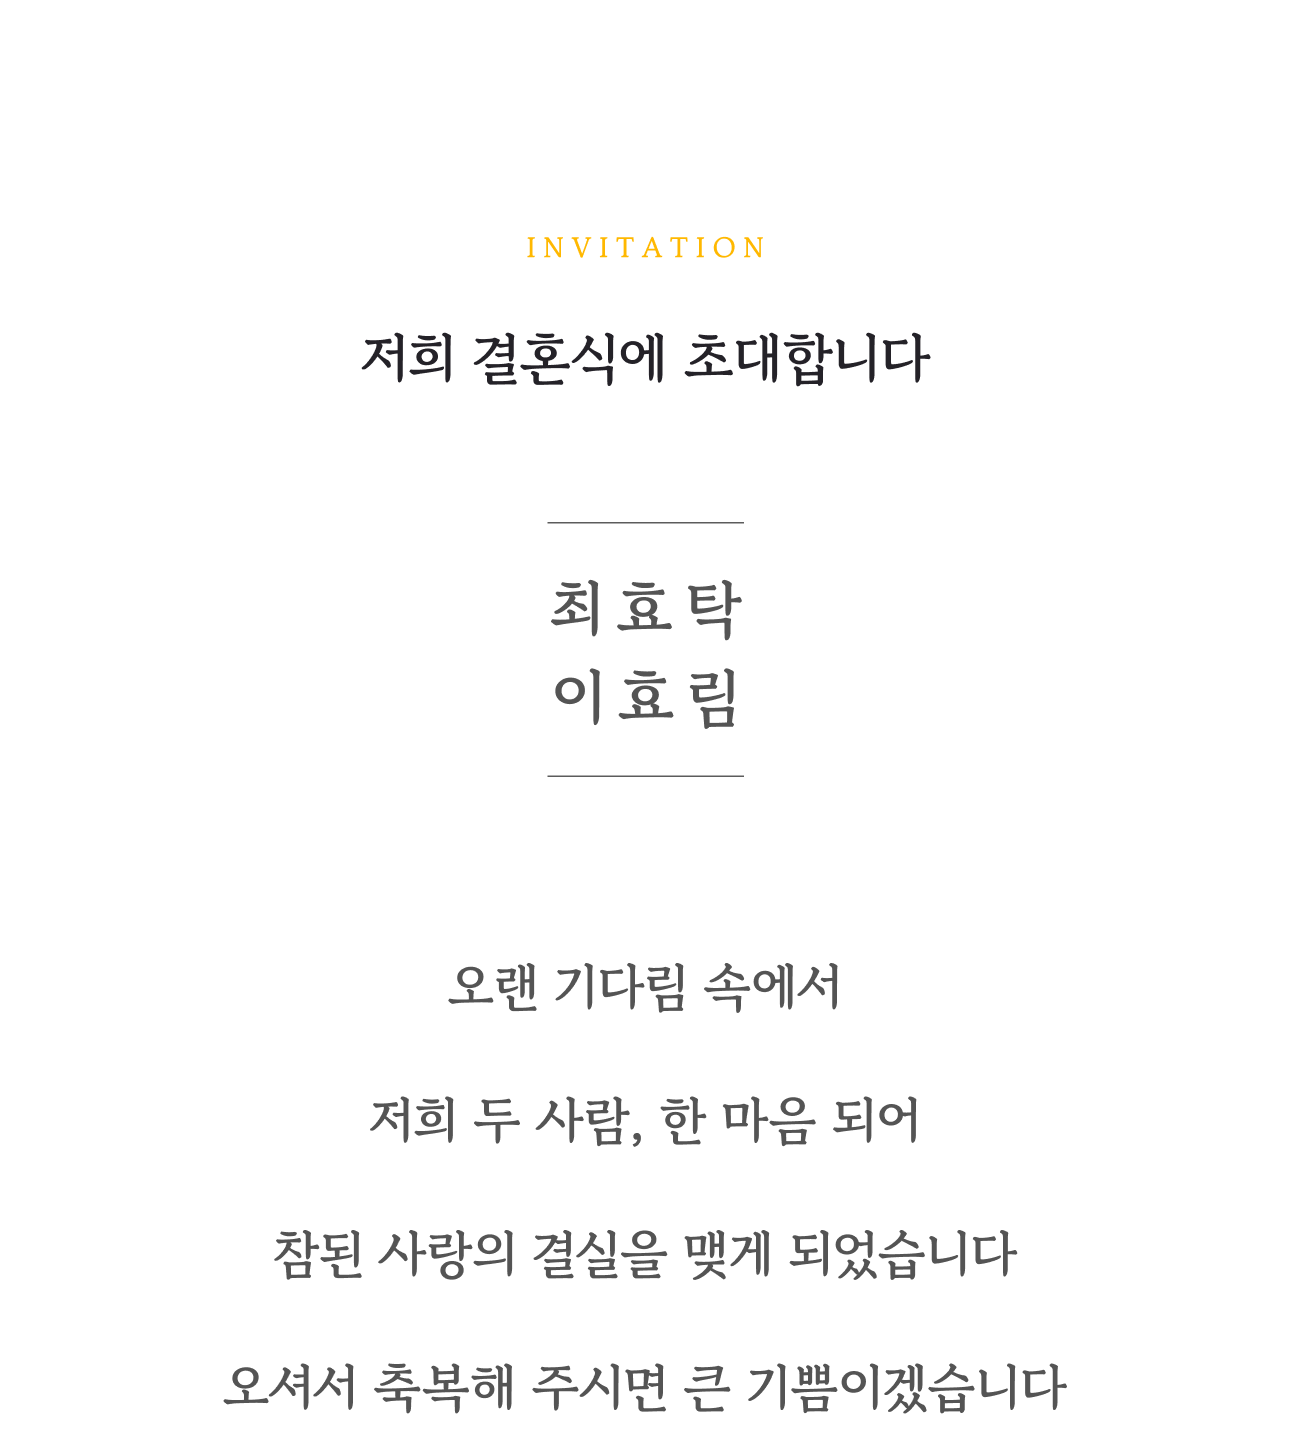 INVITATION
저희 결혼식에 초대합니다
최효탁
이효림
오랜 기다림 속에서
저희 두 사람, 한 마음 되어
참된 사랑의 결실을 맺게 되었습니다
오셔서 축복해 주시면 큰 기쁨이겠습니다